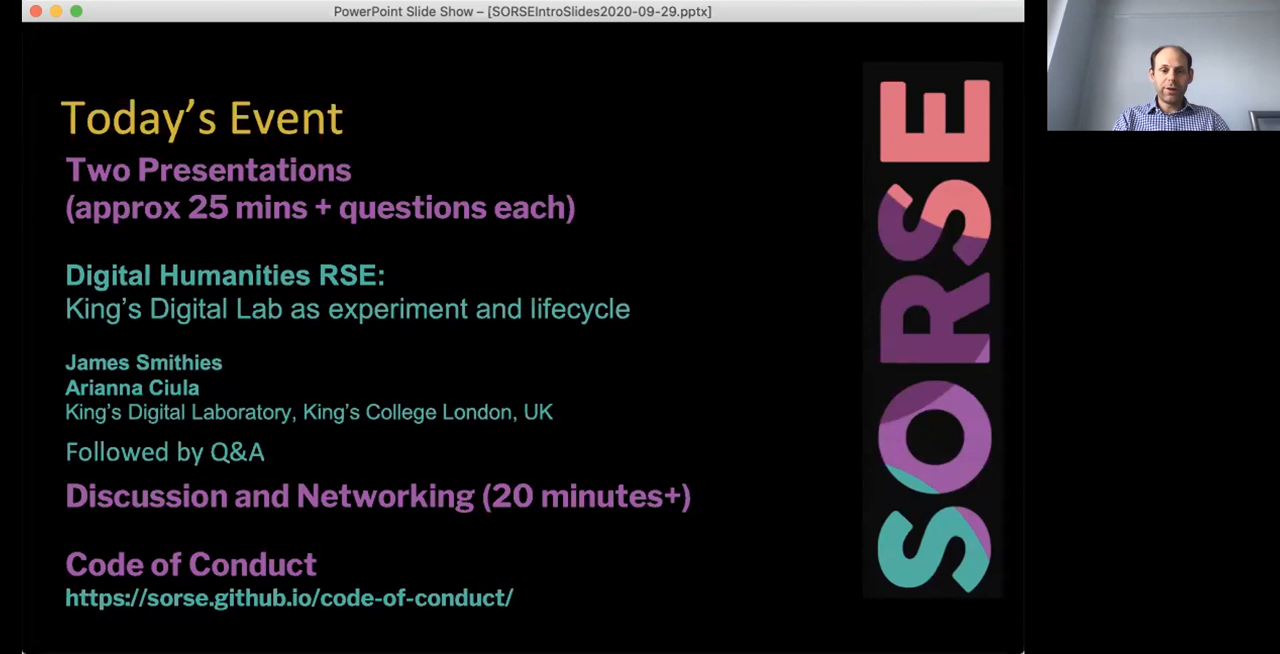 PowerPoint Slide Show – [SORSEIntroSlides2020-09-29.pptx]
Today's Event
Two Presentations
(approx 25 mins + questions each)
Digital Humanities RSE:
King's Digital Lab as experiment and lifecycle
James Smithies
Arianna Ciula
King's Digital Laboratory, King's College London, UK
Followed by Q&A
Discussion and Networking (20 minutes+)
Code of Conduct
https://sorse.github.io/code-of-conduct/
SORSE